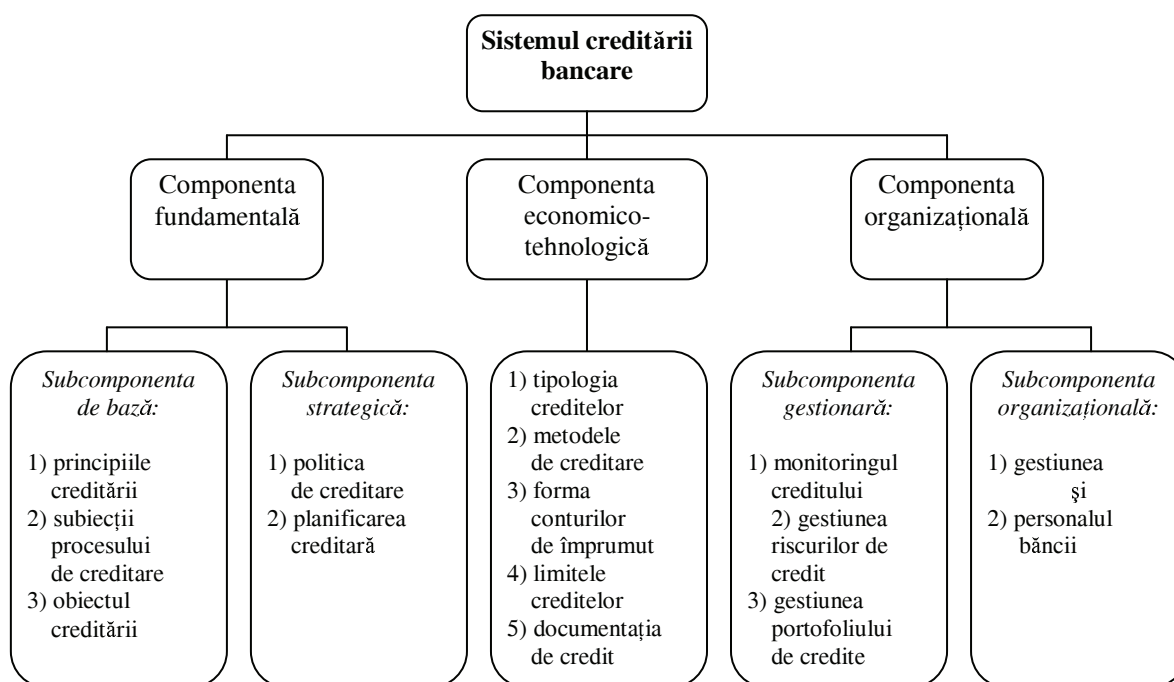 Sistemul creditării
bancare
Componenta
fundamentală
Componenta
economico-
tehnologică
Componenta
organizațională
Subcomponenta
de bază:
1) principiile
creditării
2) subiecții
procesului
de creditare
3) obiectul
creditării
Subcomponenta
strategică:
1) politica
de creditare
2) planificarea
creditară
1) tipologia
creditelor
2) metodele
de creditare
3) forma
conturilor
de împrumut
4) limitele
creditelor
5) documentația
de credit
Subcomponenta
gestionară:
1) monitoringul
creditului
2) gestiunea
riscurilor de
credit
3) gestiunea
portofoliului
de credite
Subcomponenta
organizațională:
1) gestiunea
şi
2) personalul
băncii